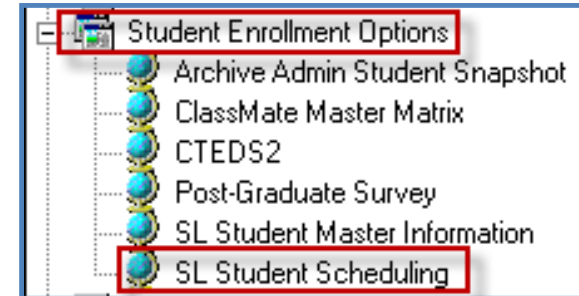 Student Enrollment Options
Archive Admin Student Snapshot
ClassMate Master Matrix
CTEDS2
Post-Graduate Survey
SL Student Master Information
SL Student Scheduling